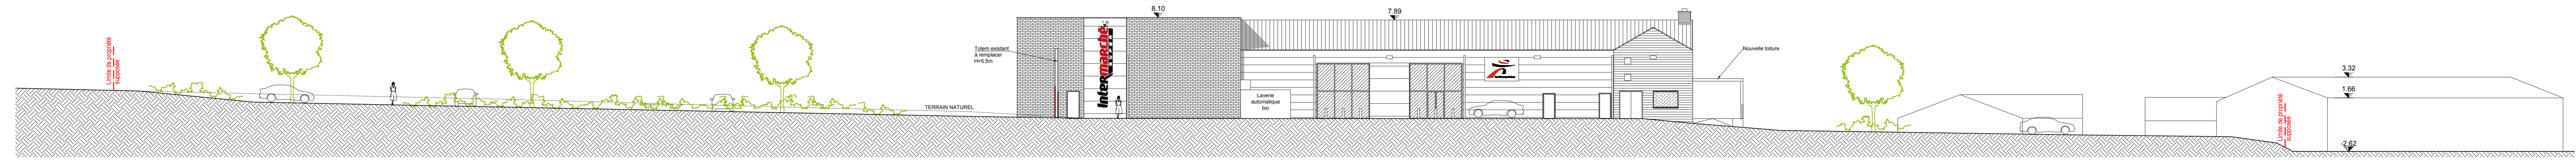 Limite de propriété
supposée
Totem existant
à remplacer
H=5.5m
TERRAIN NATUREL
Intermarché
8.10
Laverie
automatique
bio
7.89
Nouvelle toiture
3.32
1.66
Limite de propriété
supposée
-2.62